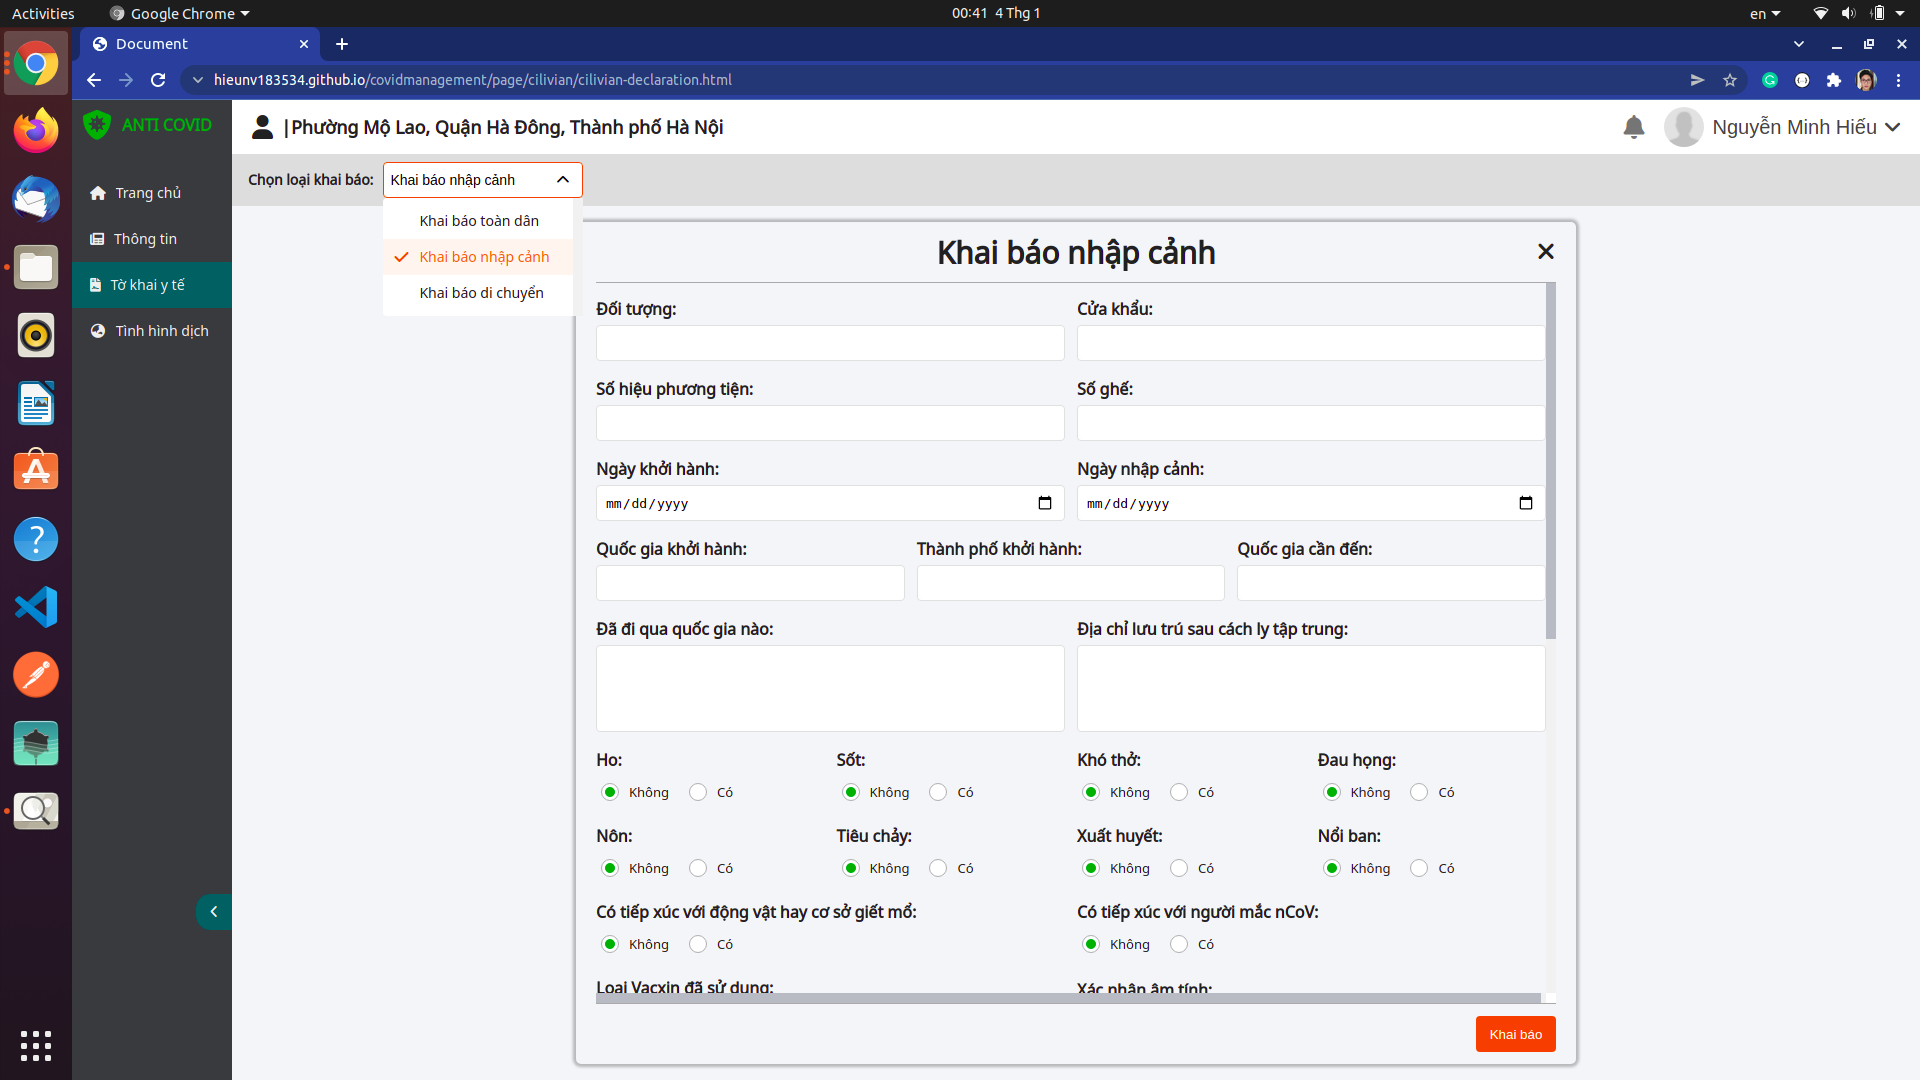 Activities
Google Chrome
00:41 4 Thg 1
en
Document
hieunv183534.github.io/covidmanagement/page/cilivian/cilivian-declaration.html
ANTI COVID
|Phường Mộ Lao, Quận Hà Đông, Thành phố Hà Nội
Nguyễn Minh Hiếu
Trang chủ
Thông tin
Tờ khai y tế
Tình hình dịch
Chọn loại khai báo:
Khai báo nhập cảnh
Khai báo toàn dân
Khai báo nhập cảnh
Khai báo di chuyển
Khai báo nhập cảnh
Đối tượng:
Cửa khẩu:
Số hiệu phương tiện:
Số ghế:
Ngày khởi hành:
Ngày nhập cảnh:
mm/dd/yyyy
mm/dd/yyyy
Quốc gia khởi hành:
Thành phố khởi hành:
Quốc gia cần đến:
Đã đi qua quốc gia nào:
Địa chỉ lưu trú sau cách ly tập trung:
Ho:
Sốt:
Khó thở:
Đau họng:
Không Có
Không Có
Không Có
Không Có
Nôn:
Tiêu chảy:
Xuất huyết:
Nổi ban:
Không Có
Không Có
Không Có
Không Có
Có tiếp xúc với động vật hay cơ sở giết mổ:
Có tiếp xúc với người mắc nCoV:
Không Có
Không Có
Loại Vacxin đã sử dụng:
Xác nhận âm tính:
Khai báo